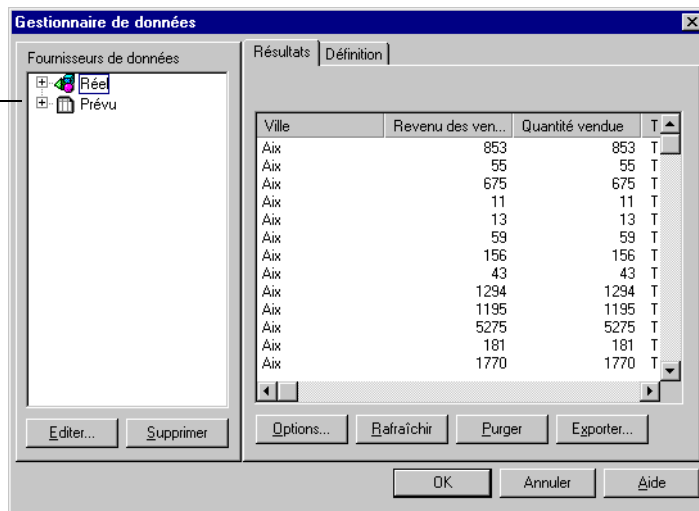 Gestionnaire de données
Fournisseurs de données
Réel
Prévu
Editer...
Supprimer
Résultats
Définition
Ville Revenu des ven... Quantité vendue T
Aix 853 853 T
Aix 55 55 T
Aix 675 675 T
Aix 11 11 T
Aix 13 13 T
Aix 59 59 T
Aix 156 156 T
Aix 43 43 T
Aix 1294 1294 T
Aix 1195 1195 T
Aix 5275 5275 T
Aix 181 181 T
Aix 1770 1770 T
Options...
Rafraîchir
Purger
Exporter...
OK
Annuler
Aide